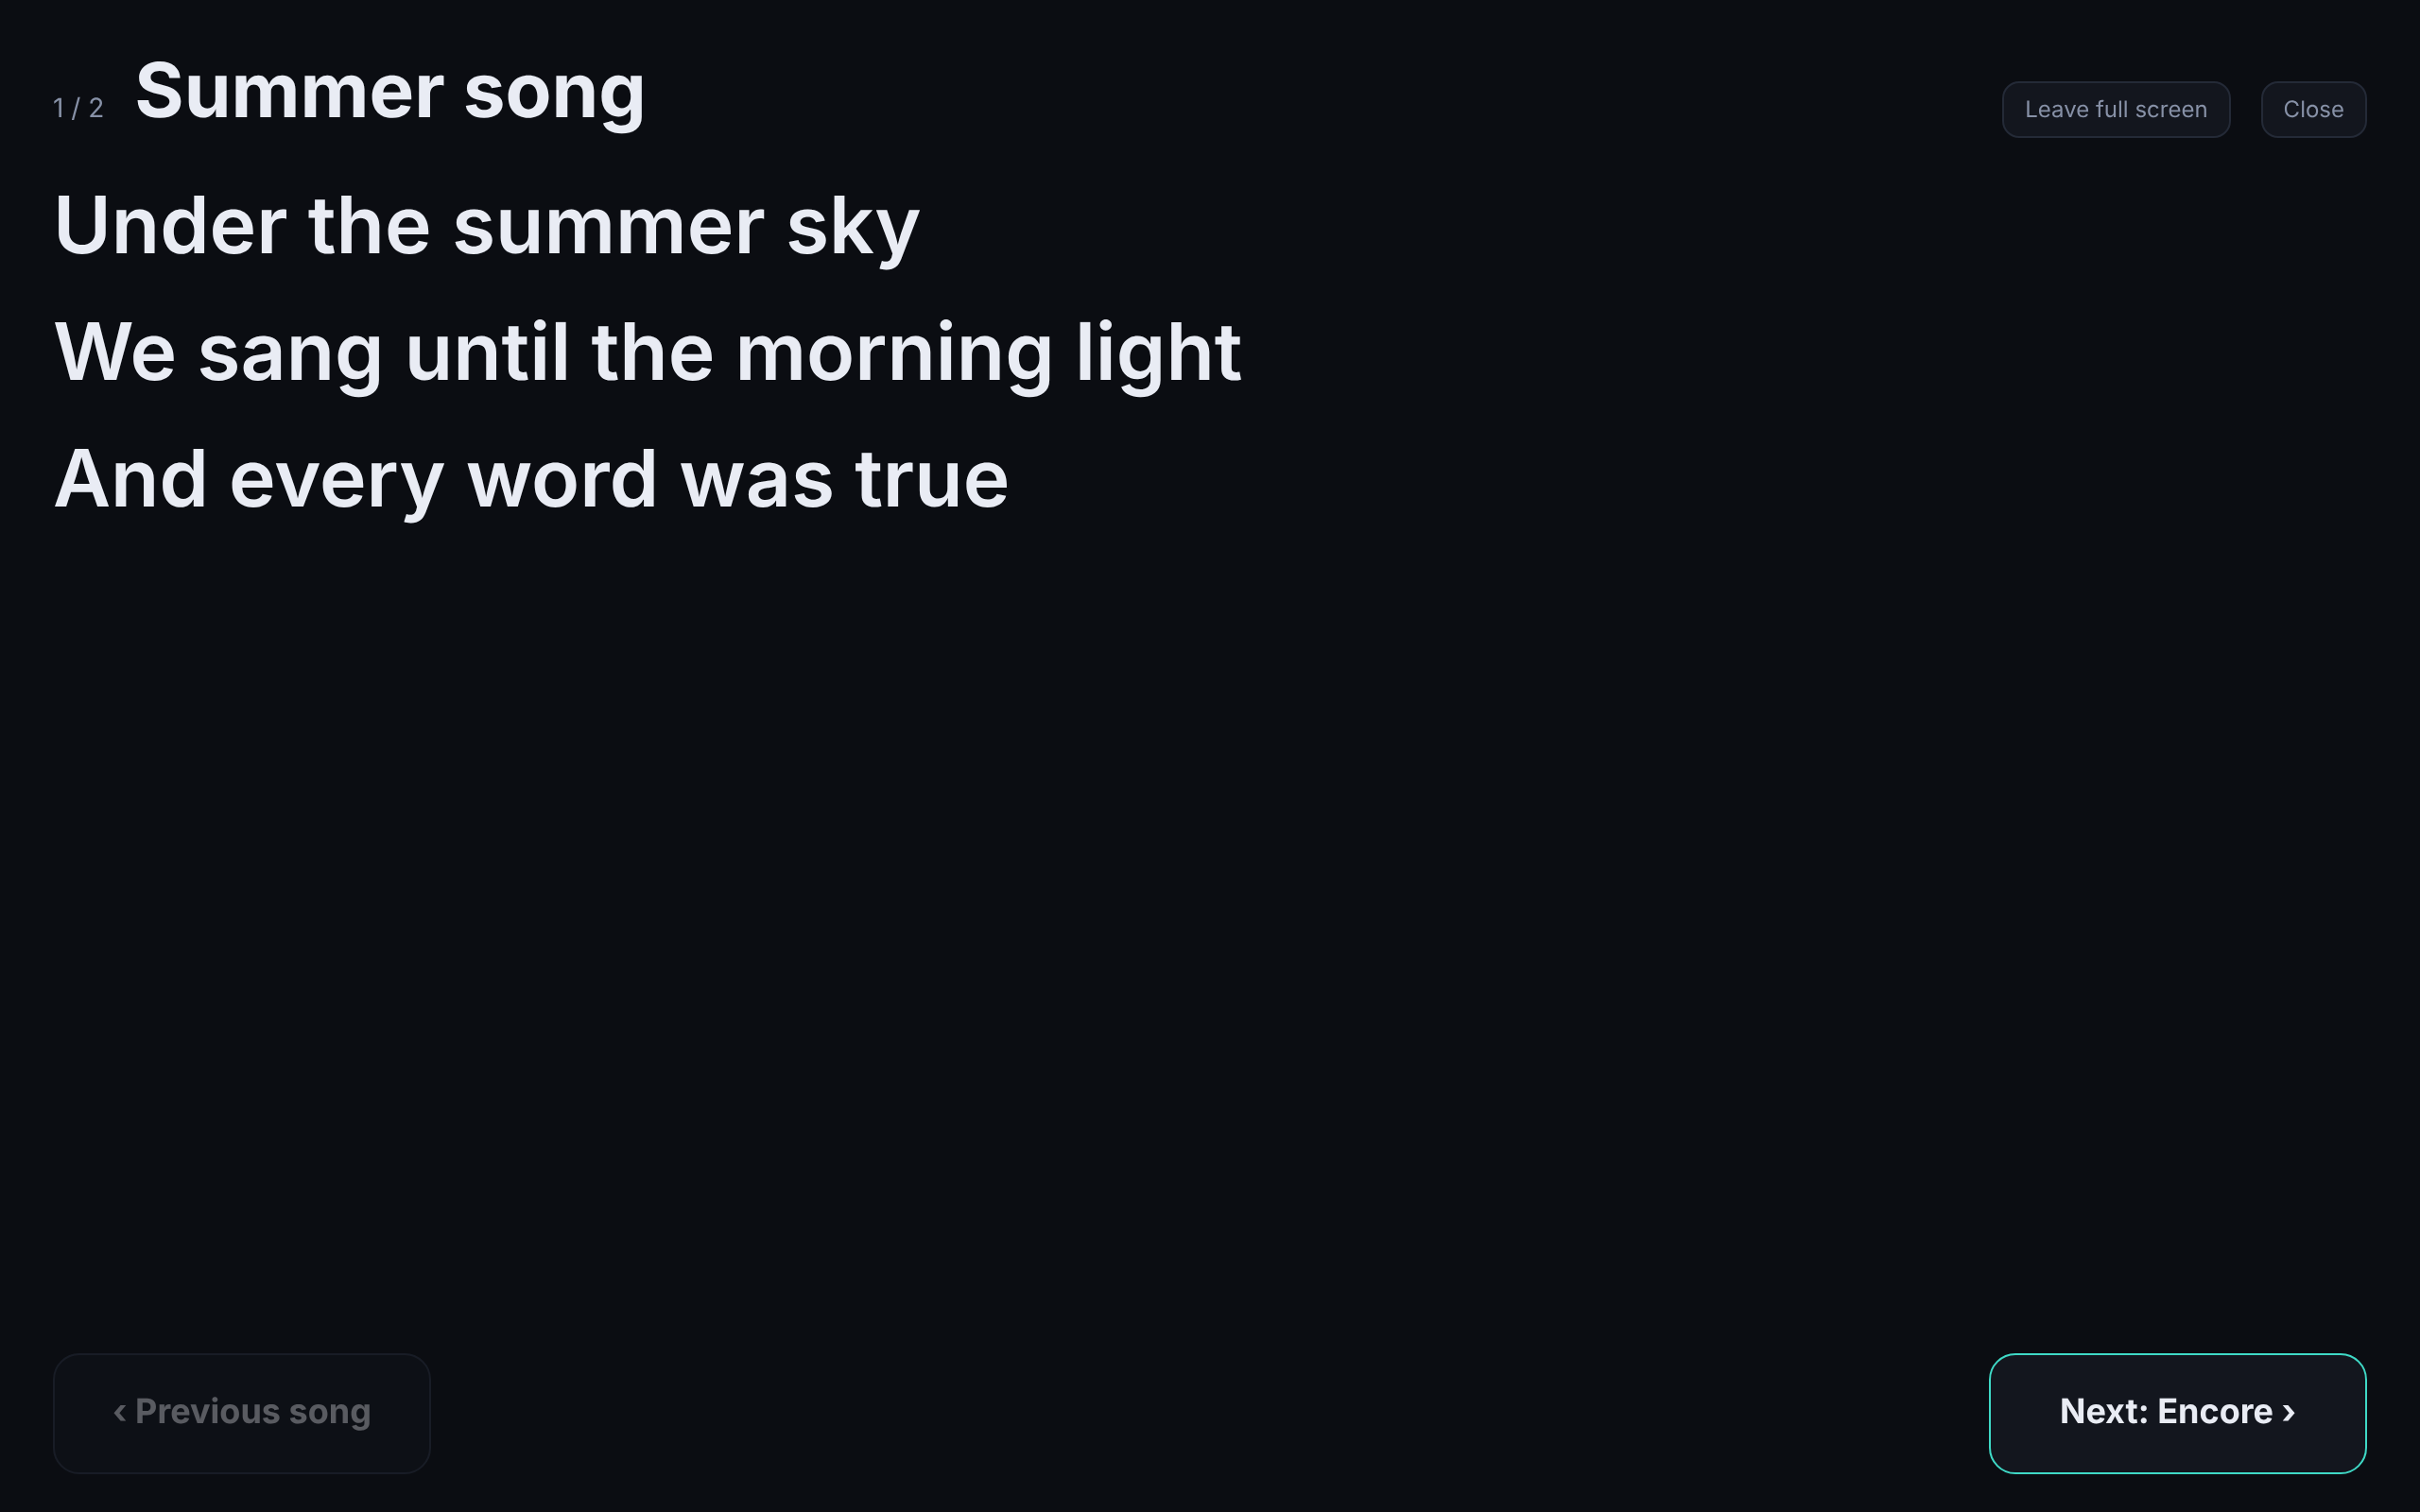 1 / 2 Summer song
Leave full screen
Close
Under the summer sky
We sang until the morning light
And every word was true
‹ Previous song
Next: Encore ›